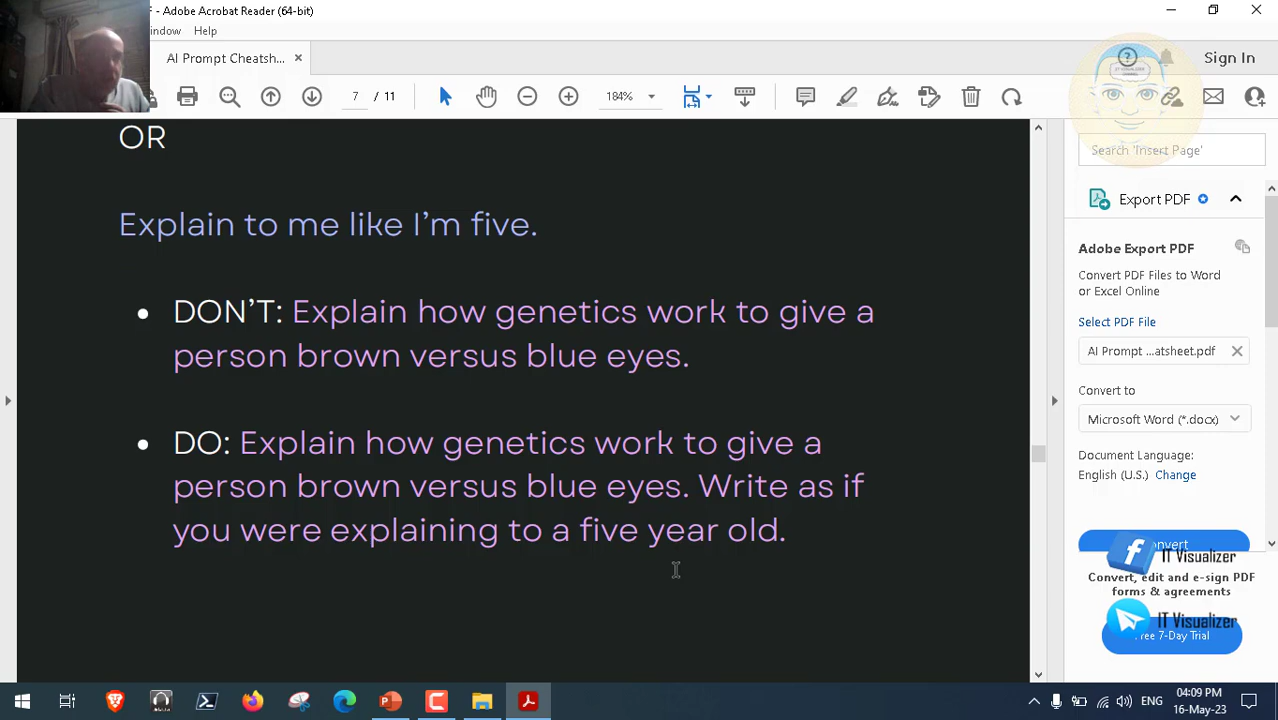 F - Adobe Acrobat Reader (64-bit)
indow Help
AI Prompt Cheatsh...
Sign In
7 / 11
184%
OR
Explain to me like I'm five.
DON'T: Explain how genetics work to give a
person brown versus blue eyes.
DO: Explain how genetics work to give a
person brown versus blue eyes. Write as if
you were explaining to a five year old.
Search 'Insert Page'
Export PDF
Adobe Export PDF
Convert PDF Files to Word
or Excel Online
Select PDF File
AI Prompt ...atsheet.pdf
Convert to
Microsoft Word (*.docx)
Document Language:
English (U.S.) Change
onvert
IT Visualizer
Convert, edit and e-sign PDF
forms & agreements
IT Visualizer
Free 7-Day Trial
ENG
04:09 PM
16-May-23